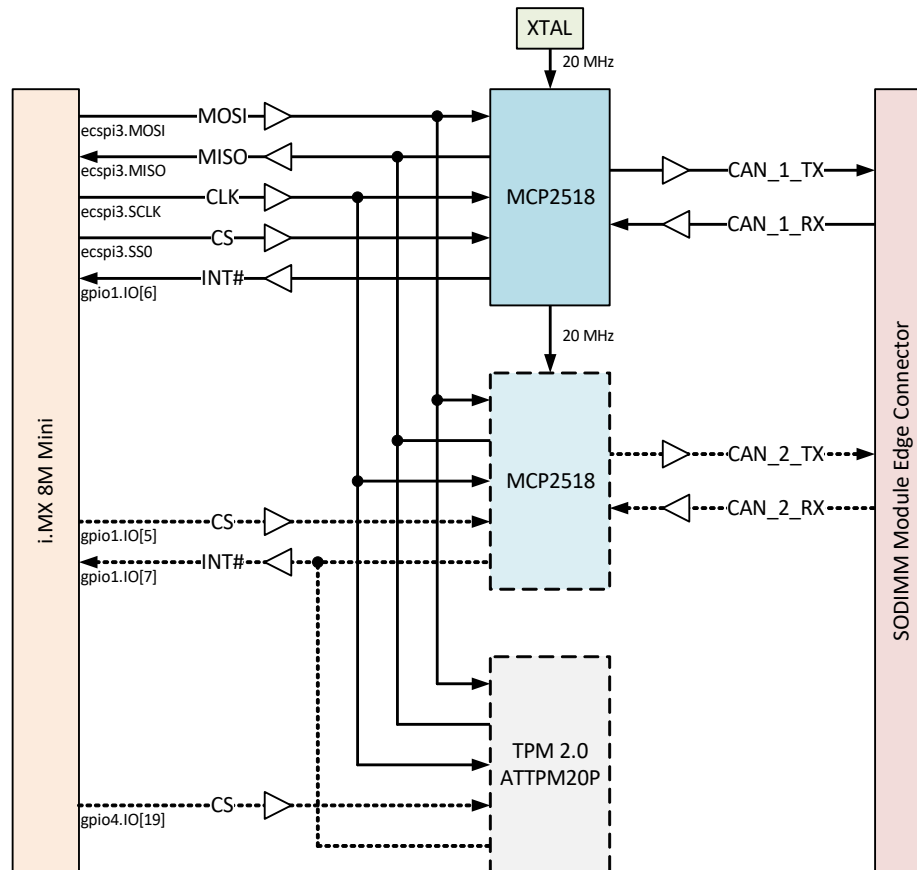 XTAL
20 MHz
MOSI
ecspi3.MOSI
MISO
ecspi3.MISO
CLK
ecspi3.SCLK
CS
ecspi3.SS0
INT#
gpio1.IO[6]
MCP2518
CAN_1_TX
CAN_1_RX
20 MHz
i.MX 8M Mini
SODIMM Module Edge Connector
MCP2518
CAN_2_TX
CAN_2_RX
CS
gpio1.IO[5]
INT#
gpio1.IO[7]
TPM 2.0
ATTPM20P
CS
gpio4.IO[19]